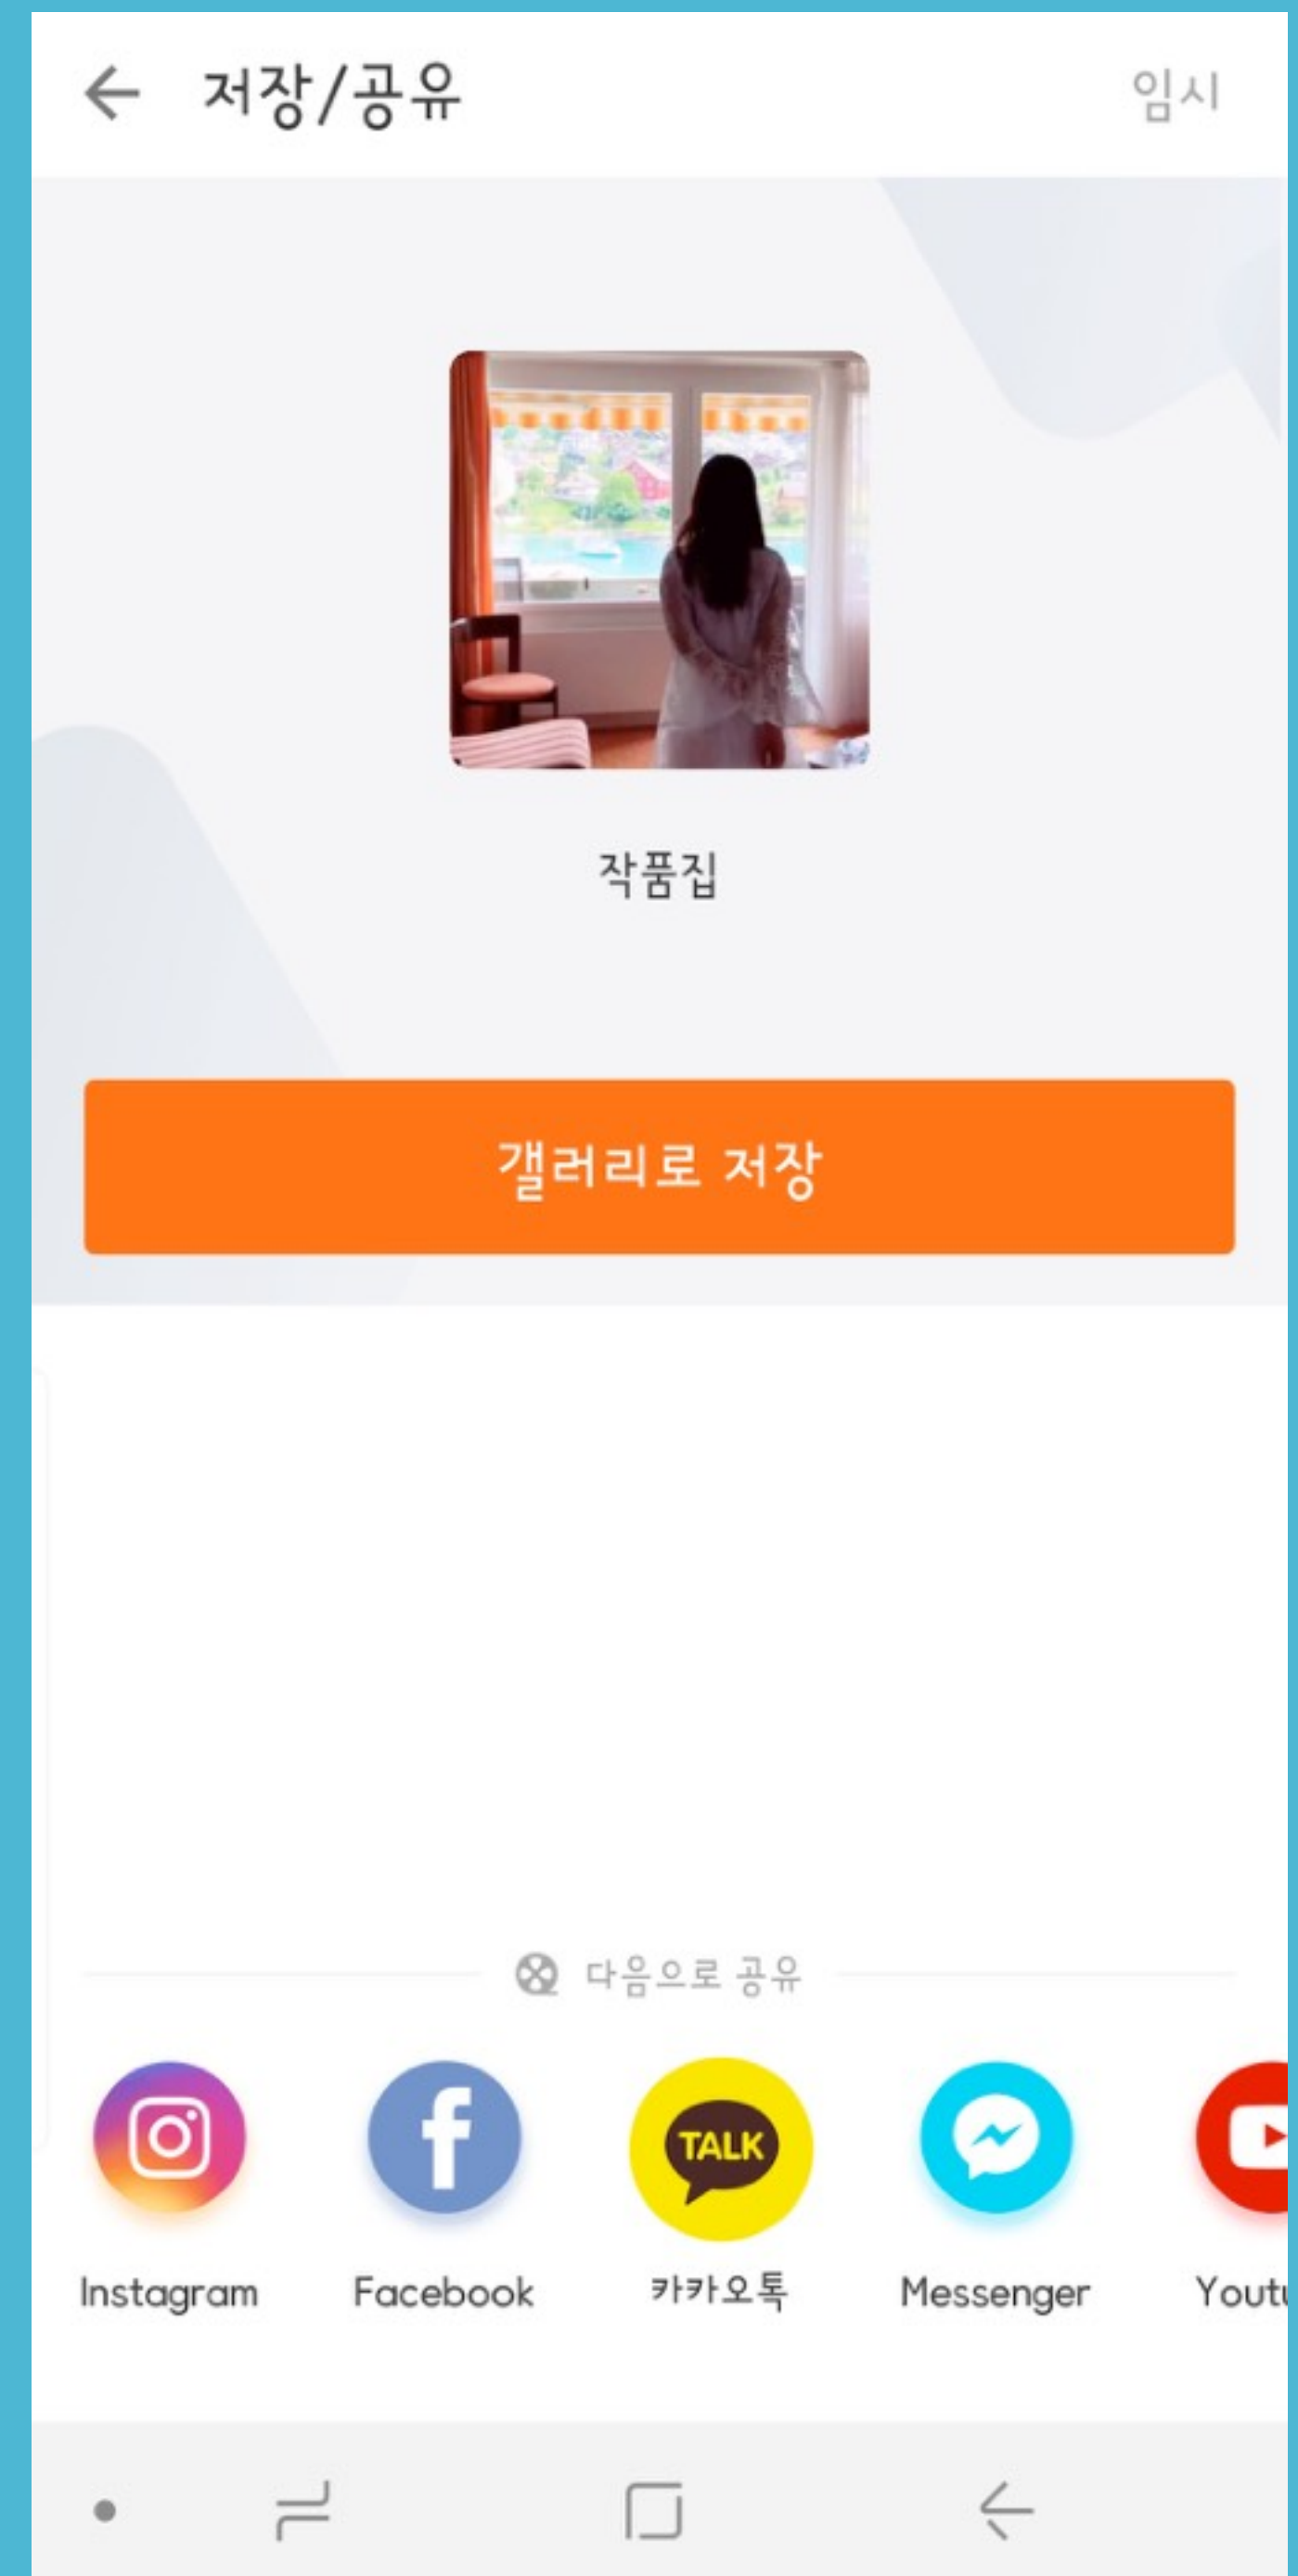 저장/공유
임시
작품집
갤러리로 저장
다음으로 공유
TALK
Instagram
Facebook
카카오톡
Messenger